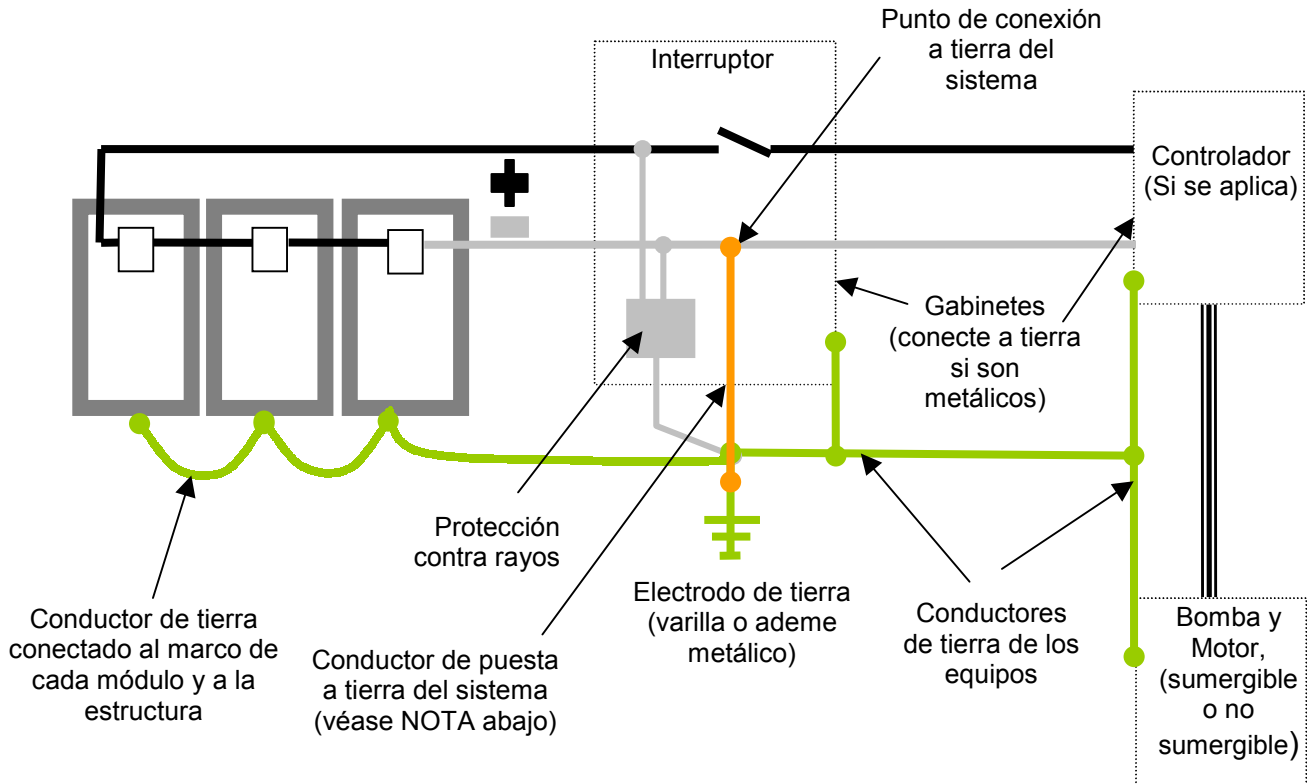 Punto de conexión
a tierra del
sistema
Interruptor
Controlador
(Si se aplica)
Gabinetes
(conecte a tierra
si son
metálicos)
Protección
contra rayos
Electrodo de tierra
(varilla o ademe
metálico)
Conductores
de tierra de los
equipos
Conductor de tierra
conectado al marco de
cada módulo y a la
estructura
Conductor de puesta
a tierra del sistema
(véase NOTA abajo)
Bomba y
Motor,
(sumergible
o no
sumergible)